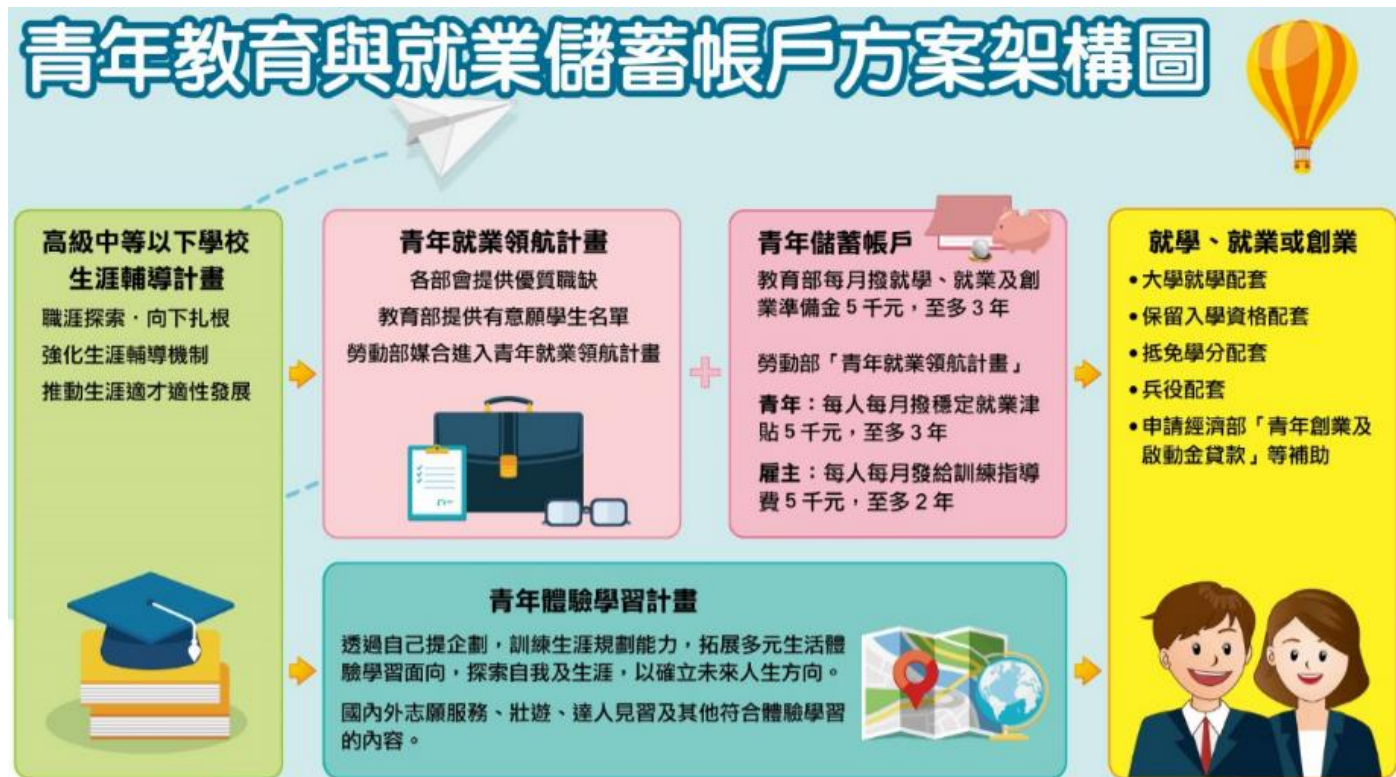 青年教育與就業儲蓄帳戶方案架構圖
高級中等以下學校
生涯輔導計畫
職涯探索．向下扎根
強化生涯輔導機制
推動生涯適才適性發展
青年就業領航計畫
各部會提供優質職缺
教育部提供有意願學生名單
勞動部媒合進入青年就業領航計畫
青年儲蓄帳戶
教育部每月撥就學、就業及創
業準備金 5 千元，至多 3 年
勞動部「青年就業領航計畫」
青年：每人每月撥穩定就業津
貼 5 千元，至多 3 年
雇主：每人每月發給訓練指導
費 5 千元，至多 2 年
青年體驗學習計畫
透過自己提企劃，訓練生涯規劃能力，拓展多元生活體
驗學習面向，探索自我及生涯，以確立未來人生方向。
國內外志願服務、壯遊、達人見習及其他符合體驗學習
的內容。
就學、就業或創業
•大學就學配套
•保留入學資格配套
•抵免學分配套
•兵役配套
•申請經濟部「青年創業及
啟動金貸款」等補助